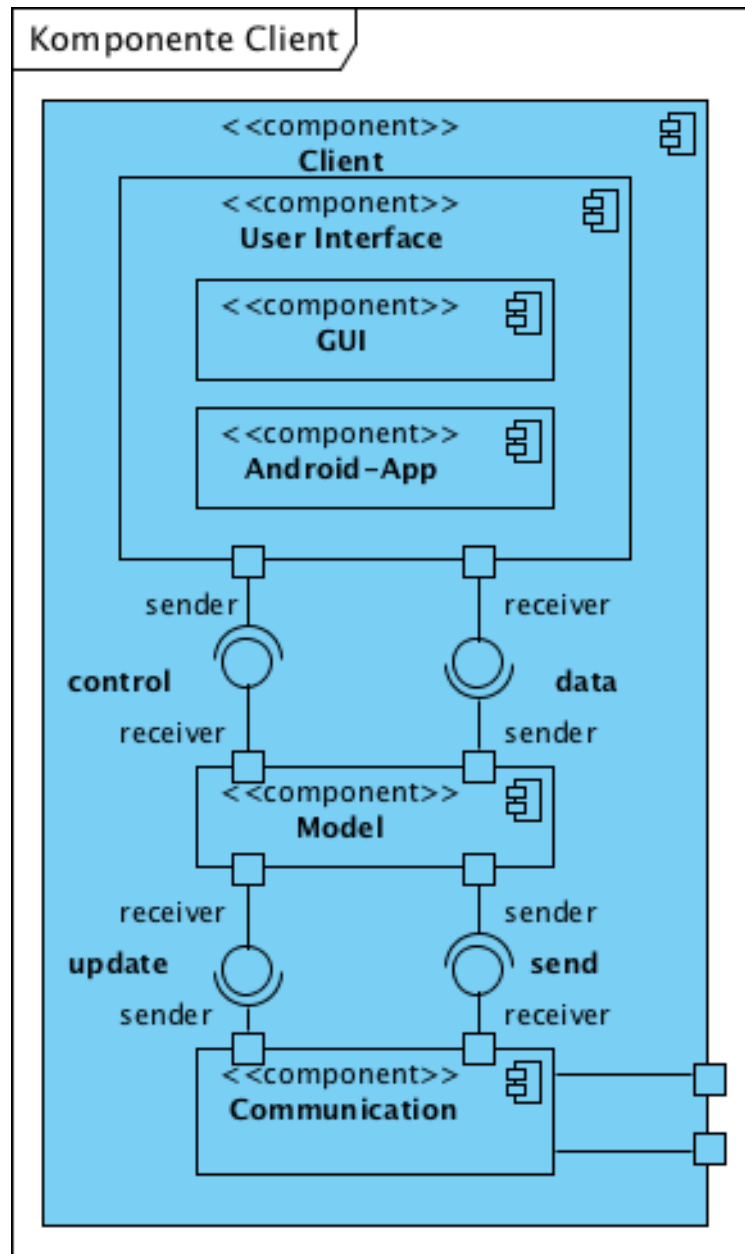 Komponente Client
<<component>>
Client
<<component>>
User Interface
<<component>>
GUI
<<component>>
Android-App
sender
receiver
control
data
receiver
sender
<<component>>
Model
receiver
sender
update
send
sender
receiver
<<component>>
Communication